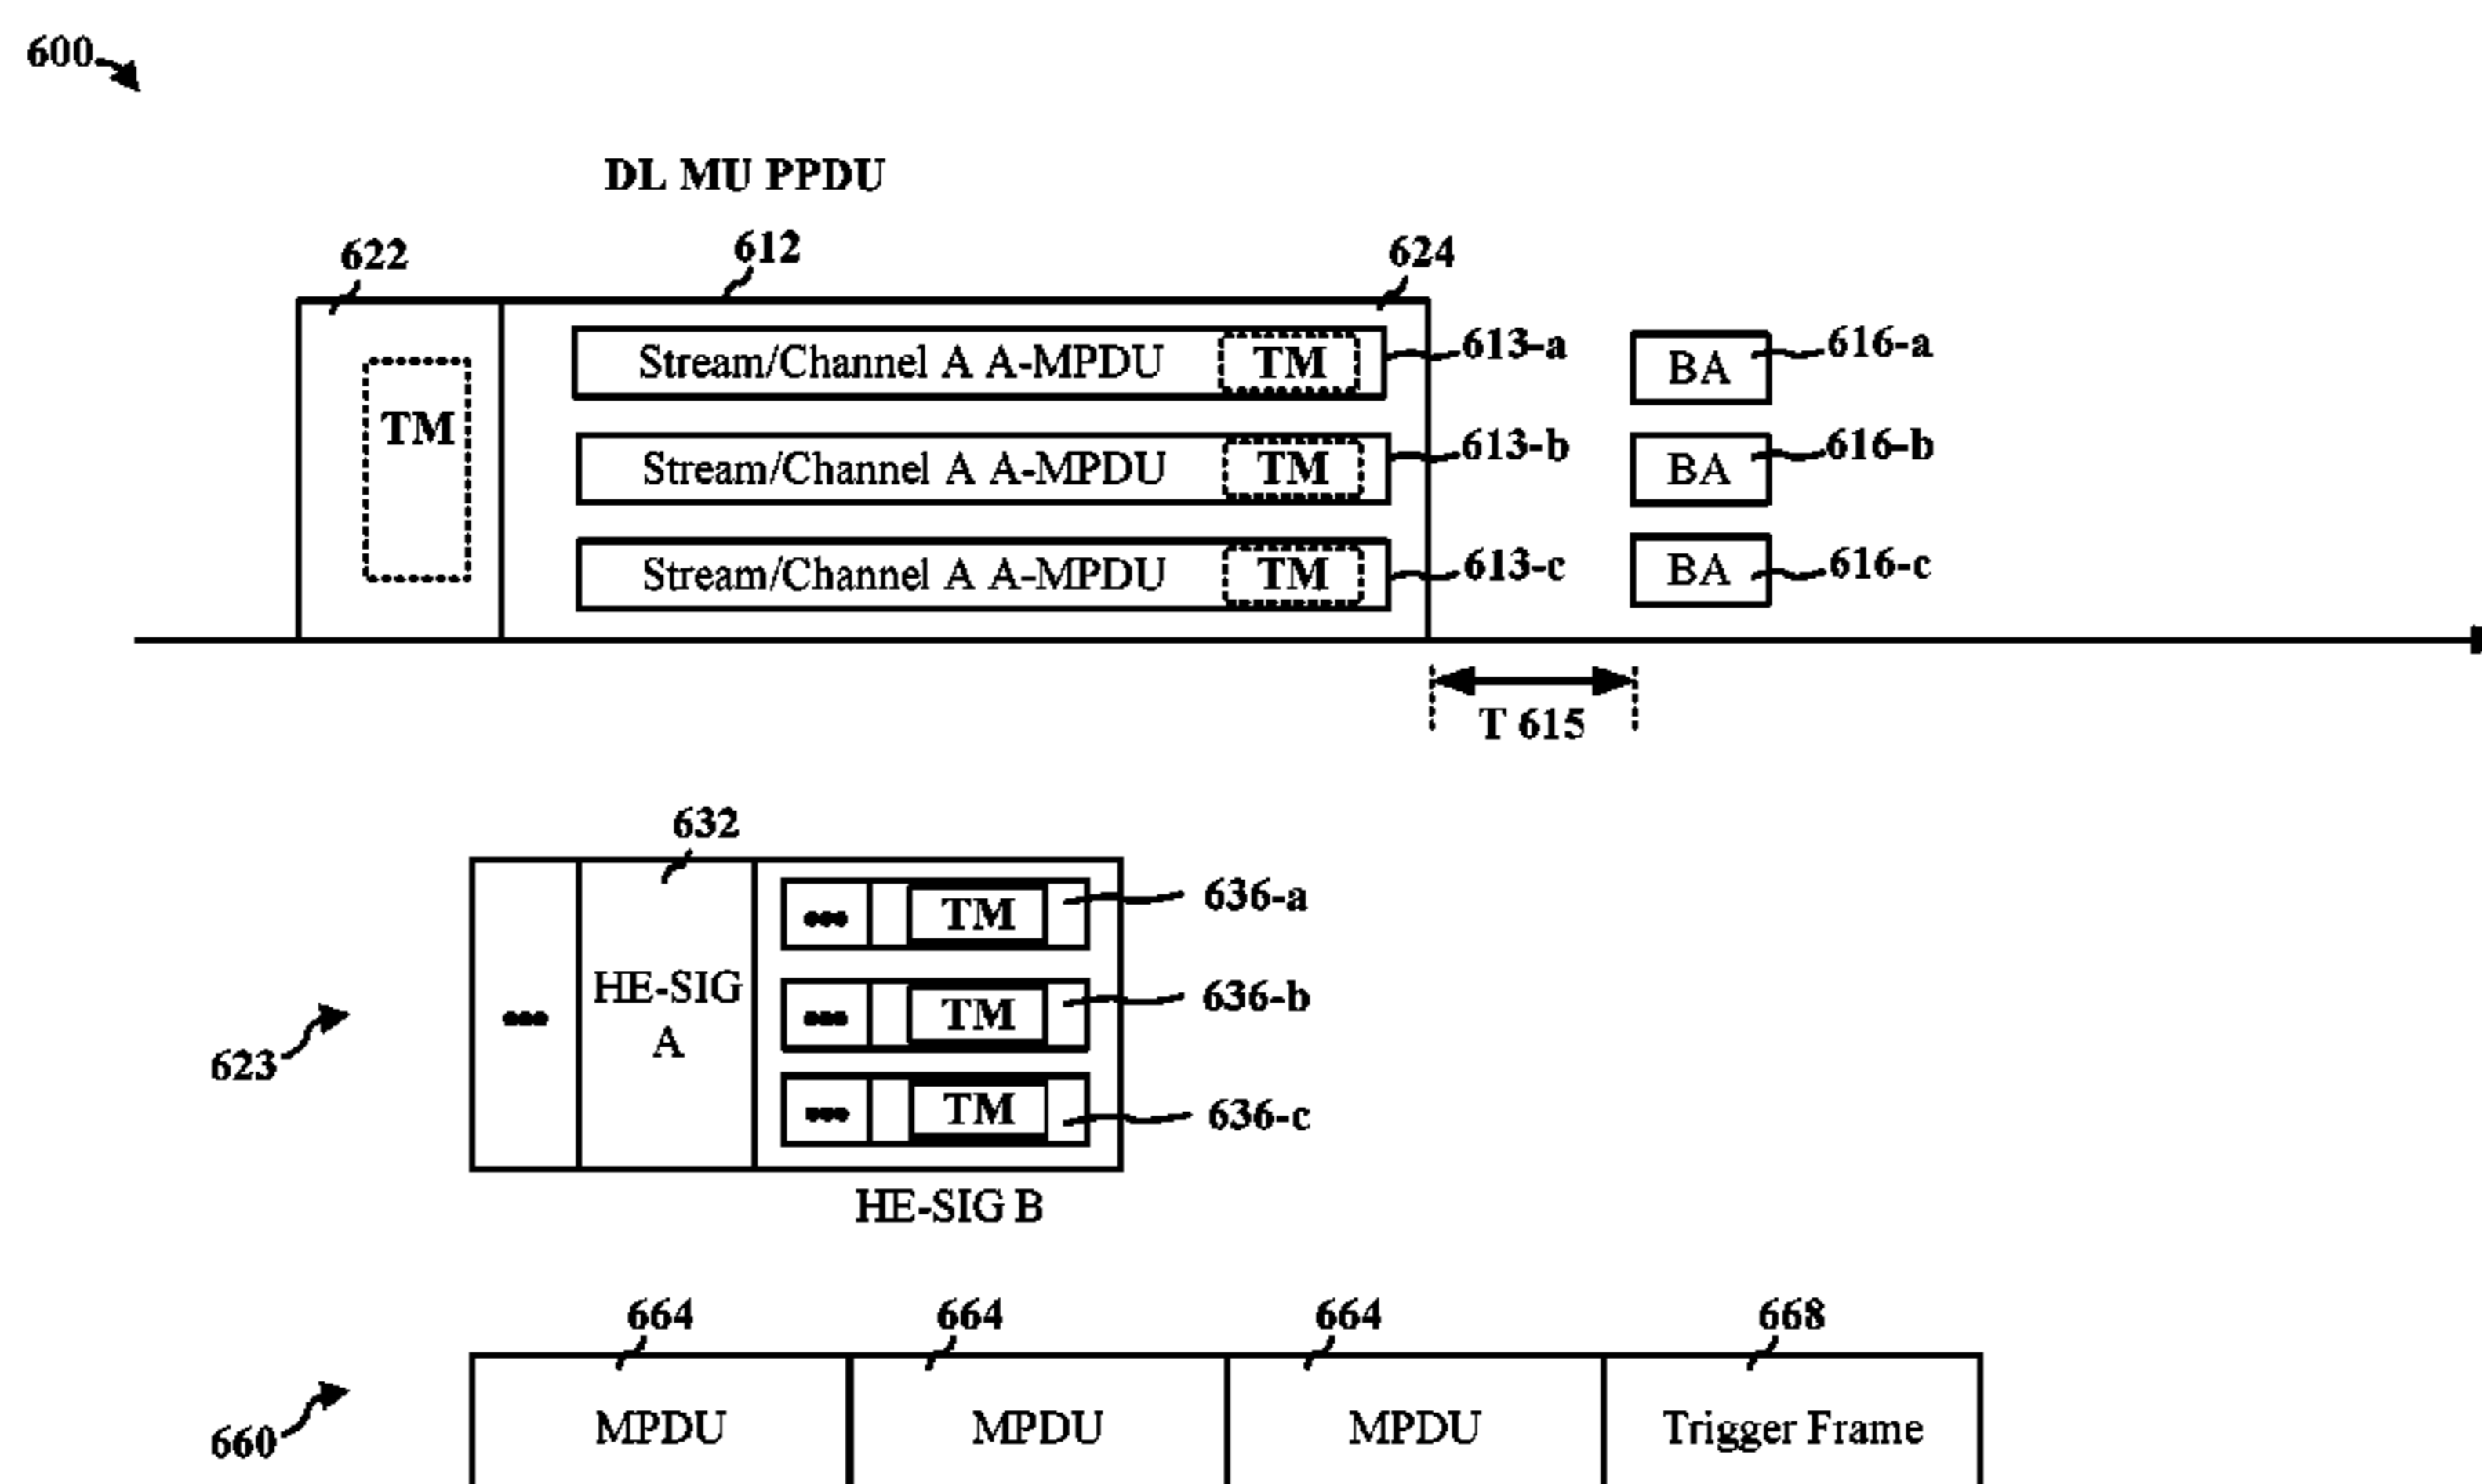 600
DL MU PPDU
622
612
624
TM
Stream/Channel A A-MPDU TM
613-a
BA
616-a
Stream/Channel A A-MPDU TM
613-b
BA
616-b
Stream/Channel A A-MPDU TM
613-c
BA
616-c
T 615
632
623
•••
HE-SIG
A
••• TM
636-a
••• TM
636-b
••• TM
636-c
HE-SIG B
664
664
664
668
660
MPDU
MPDU
MPDU
Trigger Frame